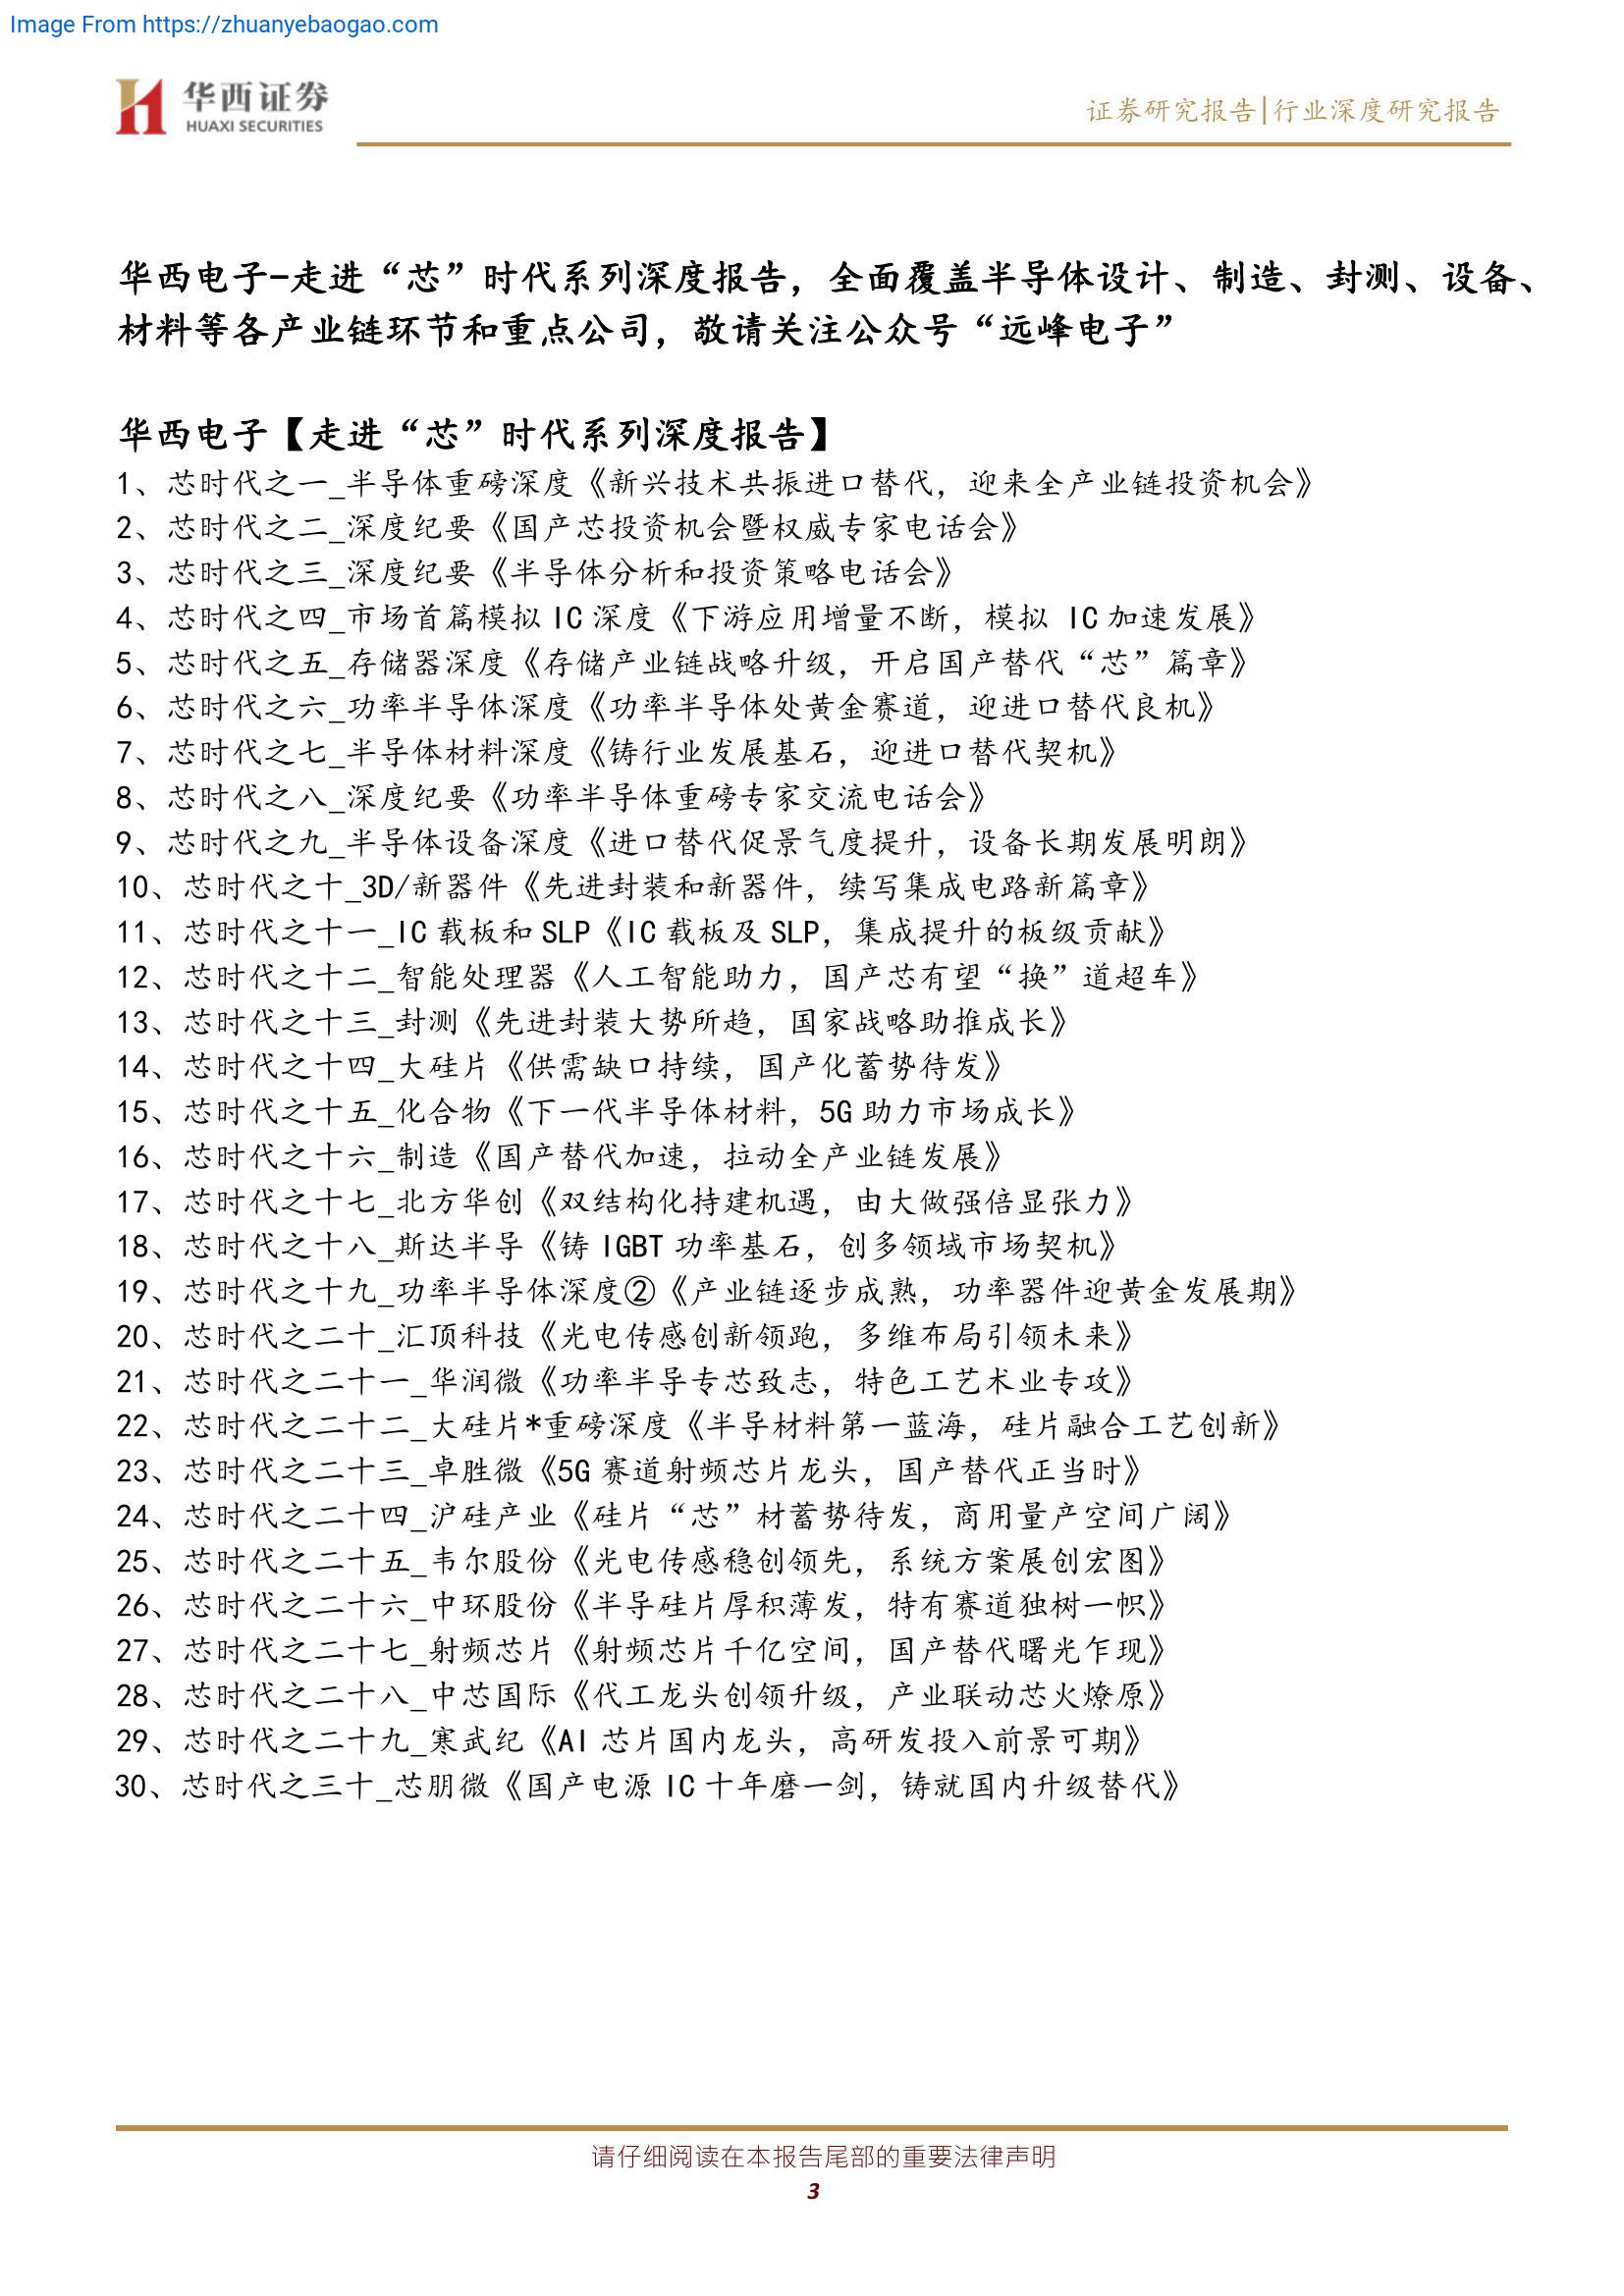 Image From https://zhuanyebaogao.com
华西证券
HUAXI SECURITIES
证券研究报告|行业深度研究报告
华西电子-走进“芯”时代系列深度报告，全面覆盖半导体设计、制造、封测、设备、
材料等各产业链环节和重点公司，敬请关注公众号“远峰电子”
华西电子【走进“芯”时代系列深度报告】
1、芯时代之一_半导体重磅深度《新兴技术共振进口替代，迎来全产业链投资机会》
2、芯时代之二_深度纪要《国产芯投资机会暨权威专家电话会》
3、芯时代之三_深度纪要《半导体分析和投资策略电话会》
4、芯时代之四_市场首篇模拟 IC 深度《下游应用增量不断，模拟 IC 加速发展》
5、芯时代之五_存储器深度《存储产业链战略升级，开启国产替代“芯”篇章》
6、芯时代之六_功率半导体深度《功率半导体处黄金赛道，迎进口替代良机》
7、芯时代之七_半导体材料深度《铸行业发展基石，迎进口替代契机》
8、芯时代之八_深度纪要《功率半导体重磅专家交流电话会》
9、芯时代之九_半导体设备深度《进口替代促景气度提升，设备长期发展明朗》
10、芯时代之十_3D/新器件《先进封装和新器件，续写集成电路新篇章》
11、芯时代之十一_IC 载板和 SLP《IC 载板及 SLP，集成提升的板级贡献》
12、芯时代之十二_智能处理器《人工智能助力，国产芯有望“换”道超车》
13、芯时代之十三_封测《先进封装大势所趋，国家战略助推成长》
14、芯时代之十四_大硅片《供需缺口持续，国产化蓄势待发》
15、芯时代之十五_化合物《下一代半导体材料，5G 助力市场成长》
16、芯时代之十六_制造《国产替代加速，拉动全产业链发展》
17、芯时代之十七_北方华创《双结构化持建机遇，由大做强倍显张力》
18、芯时代之十八_斯达半导《铸 IGBT 功率基石，创多领域市场契机》
19、芯时代之十九_功率半导体深度②《产业链逐步成熟，功率器件迎黄金发展期》
20、芯时代之二十_汇顶科技《光电传感创新领跑，多维布局引领未来》
21、芯时代之二十一_华润微《功率半导专芯致志，特色工艺术业专攻》
22、芯时代之二十二_大硅片*重磅深度《半导材料第一蓝海，硅片融合工艺创新》
23、芯时代之二十三_卓胜微《5G 赛道射频芯片龙头，国产替代正当时》
24、芯时代之二十四_沪硅产业《硅片“芯”材蓄势待发，商用量产空间广阔》
25、芯时代之二十五_韦尔股份《光电传感稳创领先，系统方案展创宏图》
26、芯时代之二十六_中环股份《半导硅片厚积薄发，特有赛道独树一帜》
27、芯时代之二十七_射频芯片《射频芯片千亿空间，国产替代曙光乍现》
28、芯时代之二十八_中芯国际《代工龙头创领升级，产业联动芯火燎原》
29、芯时代之二十九_寒武纪《AI 芯片国内龙头，高研发投入前景可期》
30、芯时代之三十_芯朋微《国产电源 IC 十年磨一剑，铸就国内升级替代》
请仔细阅读在本报告尾部的重要法律声明
3